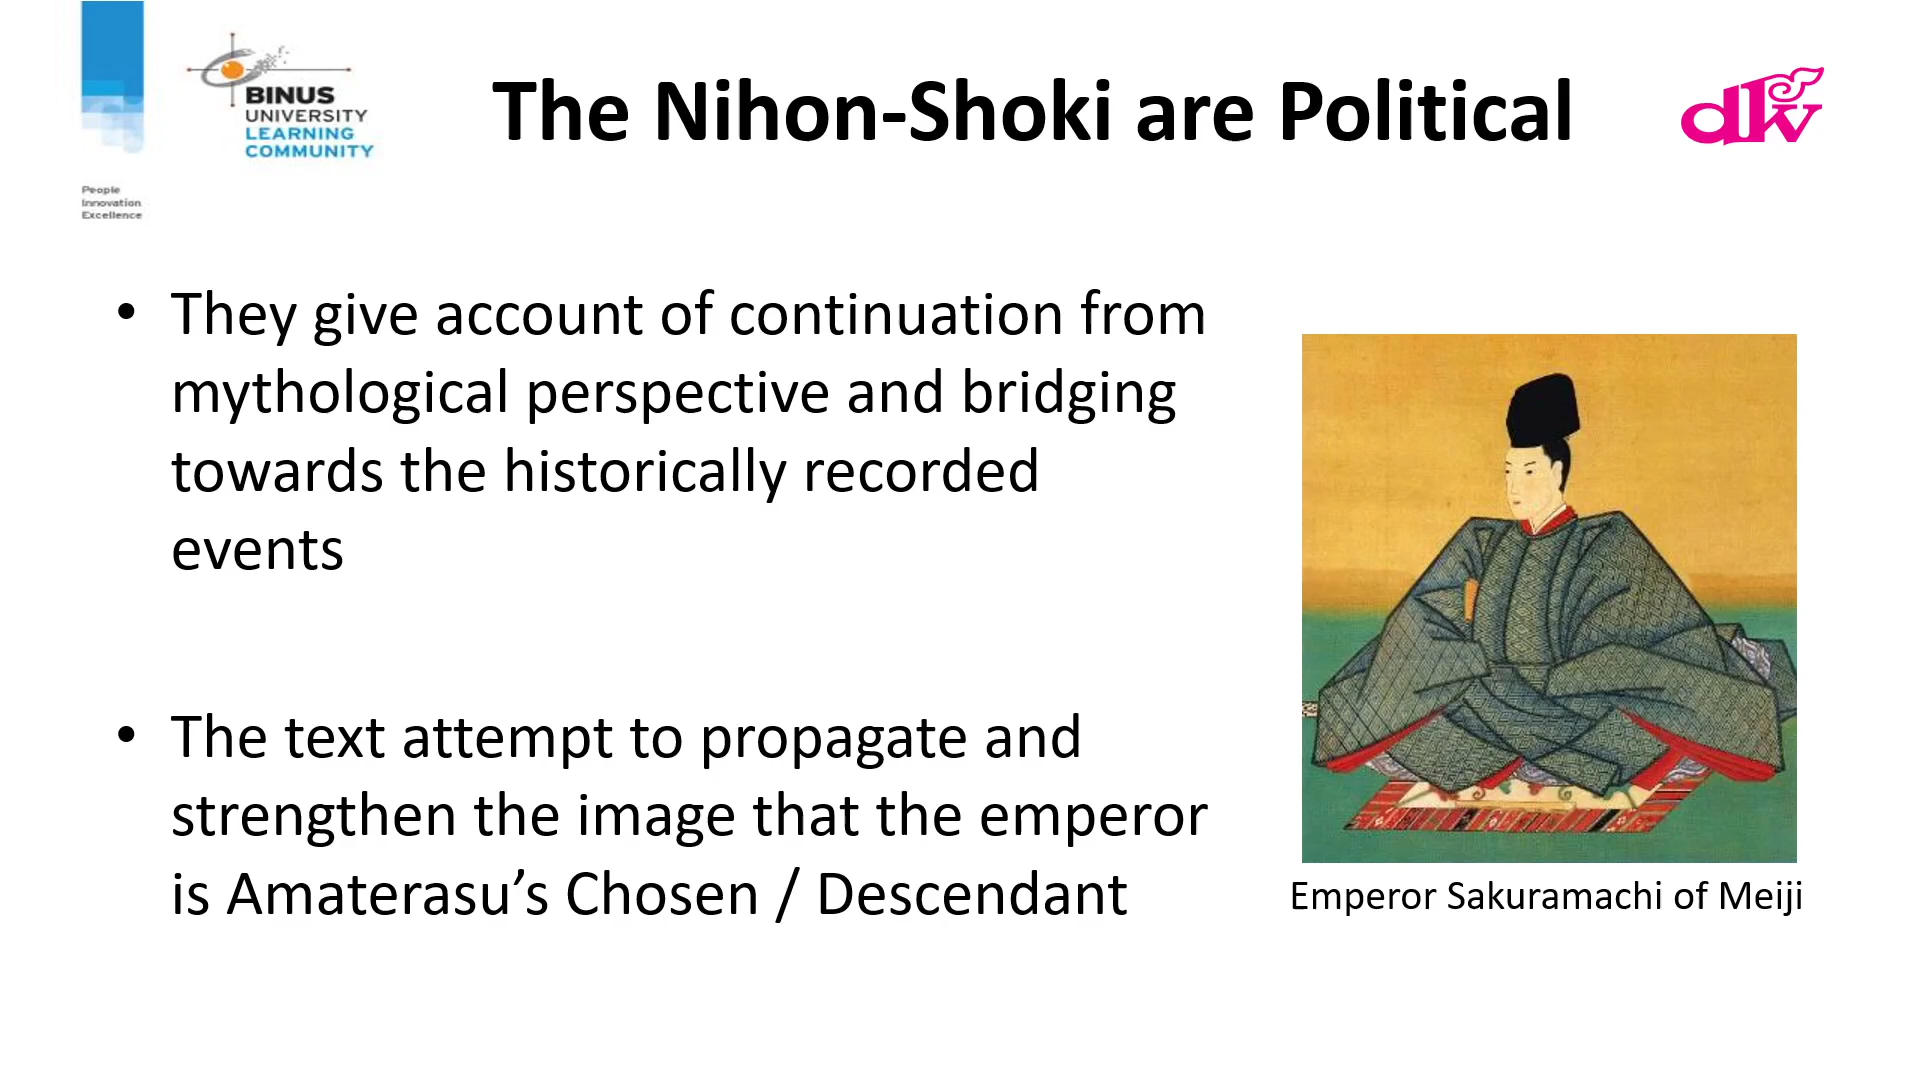 BINUS
UNIVERSITY
LEARNING
COMMUNITY
People
Innovation
Excellence
The Nihon-Shoki are Political
dkv
• They give account of continuation from
mythological perspective and bridging
towards the historically recorded
events
• The text attempt to propagate and
strengthen the image that the emperor
is Amaterasu’s Chosen / Descendant
Emperor Sakuramachi of Meiji